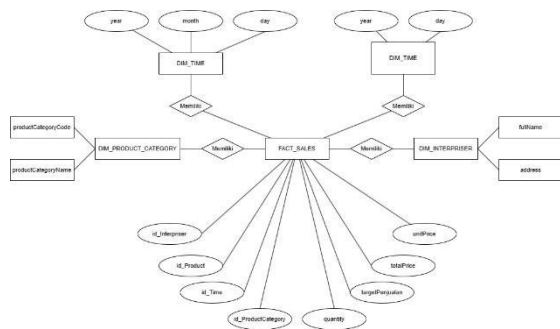 year
month
day
year
day
DIM_TIME
DIM_TIME
Memiliki
Memiliki
productCategoryCode
fullName
DIM_PRODUCT_CATEGORY
Memiliki
FACT_SALES
Memiliki
DIM_INTERPRISER
productCategoryName
address
id_Interpriser
unitPrice
id_Product
totalPrice
id_Time
targetPenjualan
id_ProductCategory
quantity